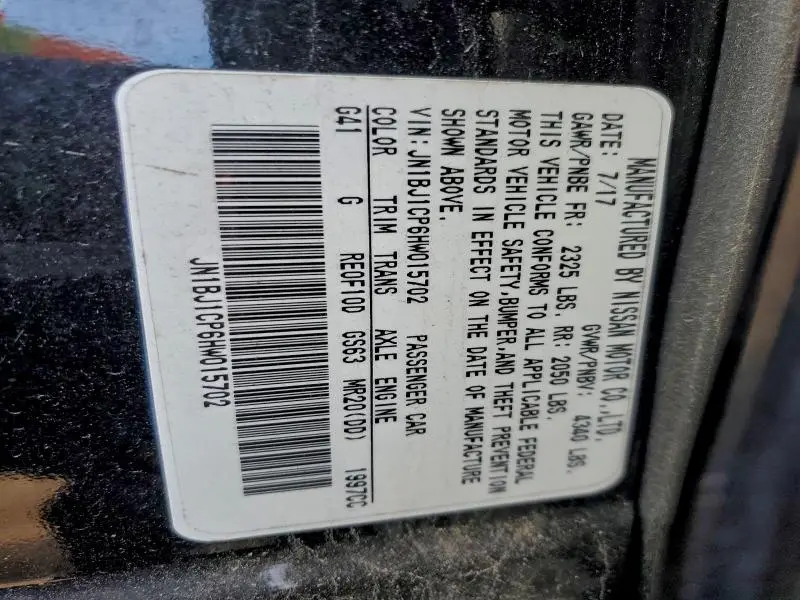 MANUFACTURED BY NISSAN MOTOR CO.,LTD.
DATE: 7/17 GVWR/PNBV: 4340 LBS.
GAWR/PNBE FR: 2325 LBS. RR: 2050 LBS.
THIS VEHICLE CONFORMS TO ALL APPLICABLE FEDERAL
MOTOR VEHICLE SAFETY,BUMPER,AND THEFT PREVENTION
STANDARDS IN EFFECT ON THE DATE OF MANUFACTURE
SHOWN ABOVE.
VIN:JN1BJ1CP6HW015702 PASSENGER CAR
COLOR TRIM TRANS AXLE ENGINE
G41 G RE0F10D GS63 MR20(DD) 1997CC
JN1BJ1CP6HW015702